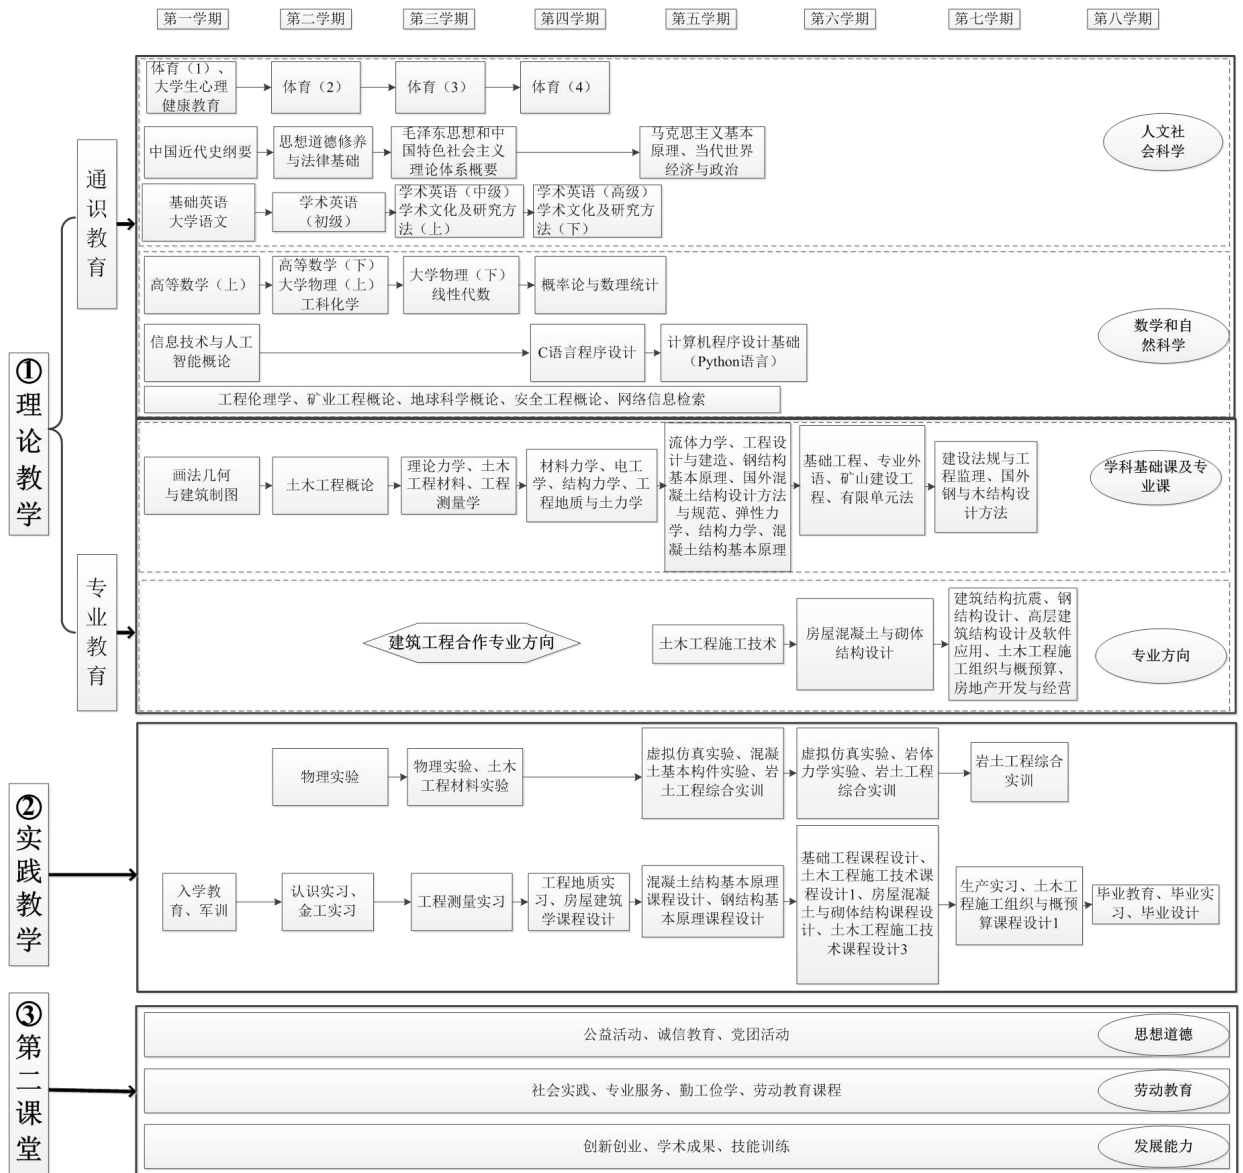 第一学期
第二学期
第三学期
第四学期
第五学期
第六学期
第七学期
第八学期
①理论教学
通识教育
体育（1）、
大学生心理
健康教育
体育（2）
体育（3）
体育（4）
中国近代史纲要
思想道德修养
与法律基础
毛泽东思想和中
国特色社会主义
理论体系概要
马克思主义基本
原理、当代世界
经济与政治
人文社
会科学
基础英语
大学语文
学术英语
（初级）
学术英语（中级）
学术文化及研究方
法（上）
学术英语（高级）
学术文化及研究方
法（下）
高等数学（上）
高等数学（下）
大学物理（上）
工科化学
大学物理（下）
线性代数
概率论与数理统计
信息技术与人工
智能概论
C语言程序设计
计算机程序设计基础
（Python语言）
数学和自
然科学
工程伦理学、矿业工程概论、地球科学概论、安全工程概论、网络信息检索
专业教育
画法几何
与建筑制图
土木工程概论
理论力学、土木
工程材料、工程
测量学
材料力学、电工
学、结构力学、工
程地质与土力学
流体力学、工程设
计与建造、钢结构
基本原理、国外混
凝土结构设计方法
与规范、弹性力
学、结构力学、混
凝土结构基本原理
基础工程、专业外
语、矿山建设工
程、有限单元法
建设法规与工
程监理、国外
钢与木结构设
计方法
学科基础课及专
业课
建筑工程合作专业方向
土木工程施工技术
房屋混凝土与砌体
结构设计
建筑结构抗震、钢
结构设计、高层建
筑结构设计及软件
应用、土木工程施
工组织与概预算、
房地产开发与经营
专业方向
②实践教学
物理实验
物理实验、土木
工程材料实验
虚拟仿真实验、混凝
土基本构件实验、岩
土工程综合实训
虚拟仿真实验、岩体
力学实验、岩土工程
综合实训
岩土工程综合
实训
入学教
育、军训
认识实习、
金工实习
工程测量实习
工程地质实
习、房屋建筑
学课程设计
混凝土结构基本原理
课程设计、钢结构基
本原理课程设计
基础工程课程设计、
土木工程施工技术课
程设计1、房屋混凝
土与砌体结构课程设
计、土木工程施工技
术课程设计3
生产实习、土木工
程施工组织与概预
算课程设计1
毕业教育、毕业实
习、毕业设计
③第二课堂
公益活动、诚信教育、党团活动
思想道德
社会实践、专业服务、勤工俭学、劳动教育课程
劳动教育
创新创业、学术成果、技能训练
发展能力